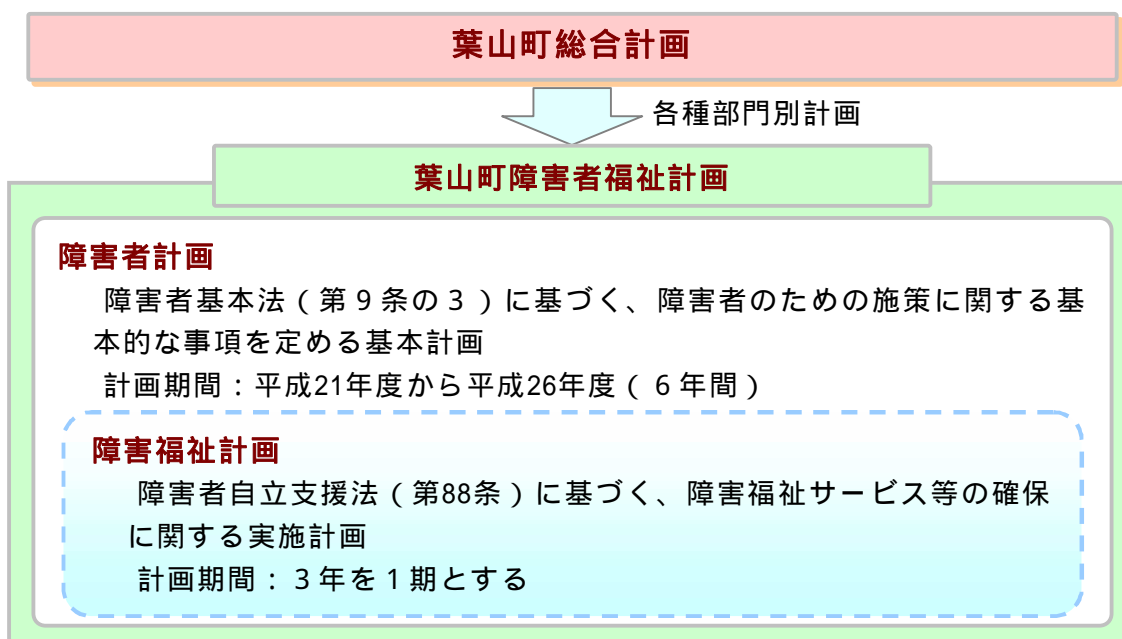 葉山町総合計画
各種部門別計画
葉山町障害者福祉計画
障害者計画
障害者基本法(第9条の3)に基づく、障害者のための施策に関する基
本的な事項を定める基本計画
計画期間:平成21年度から平成26年度(6年間)
障害福祉計画
障害者自立支援法(第88条)に基づく、障害福祉サービス等の確保
に関する実施計画
計画期間:3年を1期とする